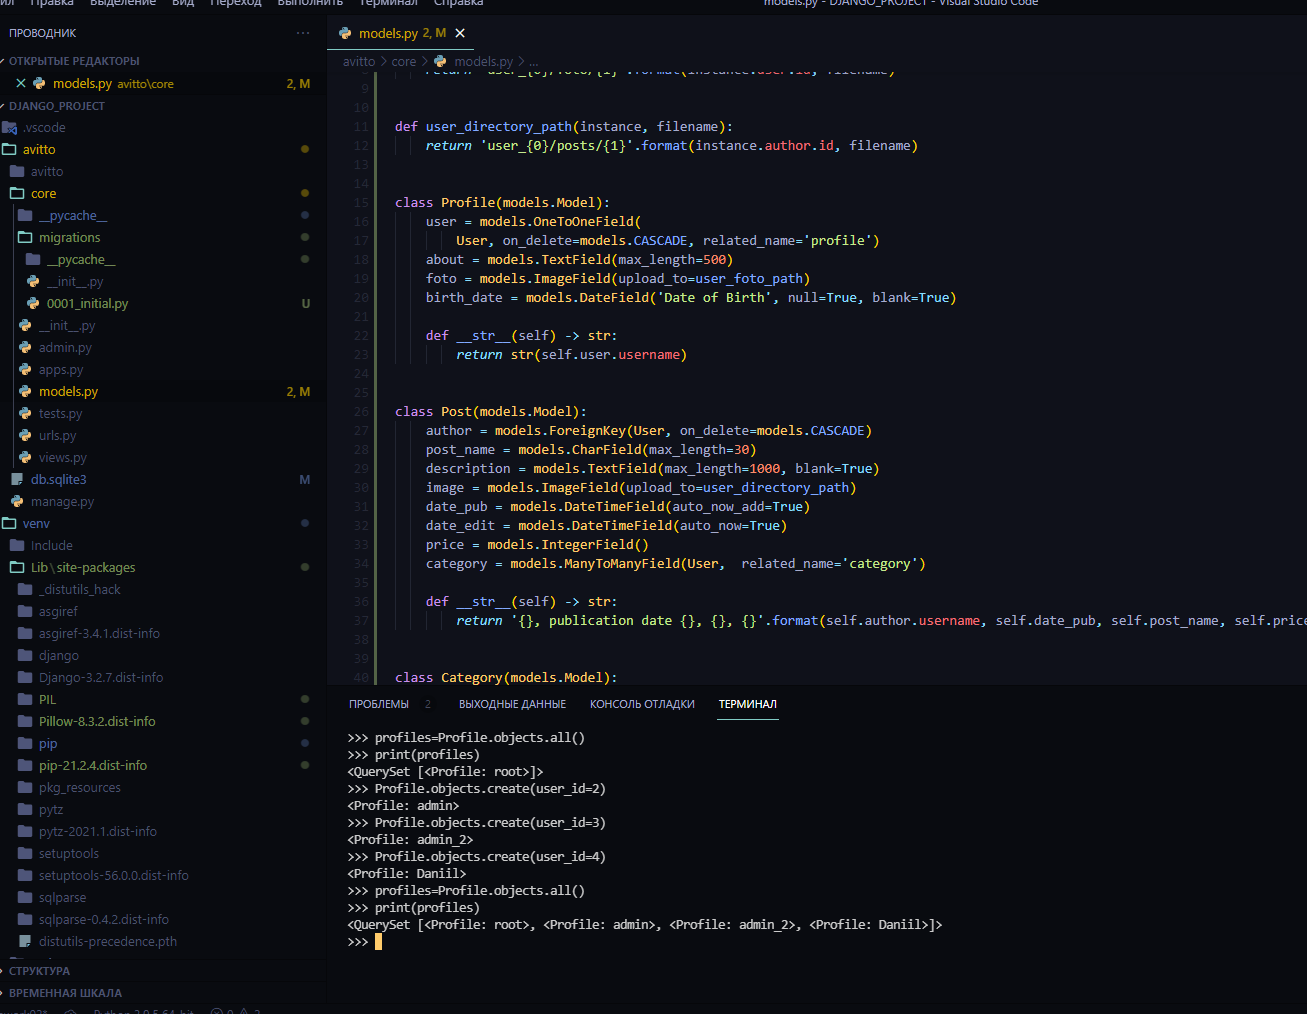 Правка Выделение Вид Переход Выполнить Терминал Справка
models.py - DJANGO_PROJECT - Visual Studio Code
ПРОВОДНИК
ОТКРЫТЫЕ РЕДАКТОРЫ
models.py avitto\core 2, M
DJANGO_PROJECT
.vscode
avitto
avitto
core
__pycache__
migrations
__pycache__
__init__.py
0001_initial.py U
__init__.py
admin.py
apps.py
models.py 2, M
tests.py
urls.py
views.py
db.sqlite3 M
manage.py
venv
Include
Lib\site-packages
_distutils_hack
asgiref
asgiref-3.4.1.dist-info
django
Django-3.2.7.dist-info
PIL
Pillow-8.3.2.dist-info
pip
pip-21.2.4.dist-info
pkg_resources
pytz
pytz-2021.1.dist-info
setuptools
setuptools-56.0.0.dist-info
sqlparse
sqlparse-0.4.2.dist-info
distutils-precedence.pth
СТРУКТУРА
ВРЕМЕННАЯ ШКАЛА
models.py 2, M
avitto > core > models.py > ...
return 'user_{0}/foto/{1}'.format(instance.user.id, filename)
9
10
11 def user_directory_path(instance, filename):
12 return 'user_{0}/posts/{1}'.format(instance.author.id, filename)
13
14
15 class Profile(models.Model):
16 user = models.OneToOneField(
17 User, on_delete=models.CASCADE, related_name='profile')
18 about = models.TextField(max_length=500)
19 foto = models.ImageField(upload_to=user_foto_path)
20 birth_date = models.DateField('Date of Birth', null=True, blank=True)
21
22 def __str__(self) -> str:
23 return str(self.user.username)
24
25
26 class Post(models.Model):
27 author = models.ForeignKey(User, on_delete=models.CASCADE)
28 post_name = models.CharField(max_length=30)
29 description = models.TextField(max_length=1000, blank=True)
30 image = models.ImageField(upload_to=user_directory_path)
31 date_pub = models.DateTimeField(auto_now_add=True)
32 date_edit = models.DateTimeField(auto_now=True)
33 price = models.IntegerField()
34 category = models.ManyToManyField(User,  related_name='category')
35
36 def __str__(self) -> str:
37 return '{}, publication date {}, {}, {}'.format(self.author.username, self.date_pub, self.post_name, self.price
38
39
40 class Category(models.Model):
ПРОБЛЕМЫ 2 ВЫХОДНЫЕ ДАННЫЕ КОНСОЛЬ ОТЛАДКИ ТЕРМИНАЛ
>>> profiles=Profile.objects.all()
>>> print(profiles)
<QuerySet [<Profile: root>]>
>>> Profile.objects.create(user_id=2)
<Profile: admin>
>>> Profile.objects.create(user_id=3)
<Profile: admin_2>
>>> Profile.objects.create(user_id=4)
<Profile: Daniil>
>>> profiles=Profile.objects.all()
>>> print(profiles)
<QuerySet [<Profile: root>, <Profile: admin>, <Profile: admin_2>, <Profile: Daniil>]>
>>>